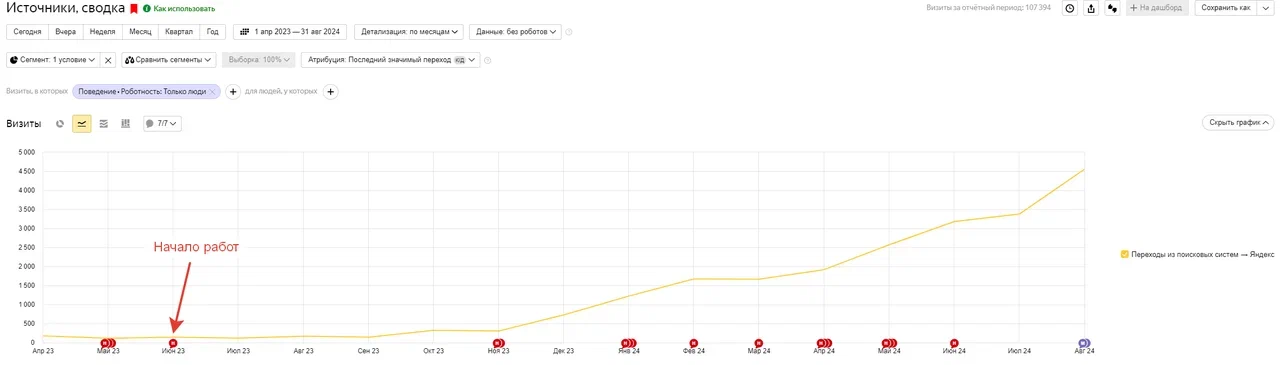 Источники, сводка Как использовать Визиты за отчётный период: 107 394 + На дашборд Сохранить как
Сегодня Вчера Неделя Месяц Квартал Год 1 апр 2023 — 31 авг 2024 Детализация: по месяцам Данные: без роботов
Сегмент: 1 условие Сравнить сегменты Выборка: 100% Атрибуция: Последний значимый переход
Визиты, в которых Поведение • Роботность: Только люди для людей, у которых
Визиты 7/7 Скрыть график
5 000
4 500
4 000
3 500
3 000
2 500
2 000
1 500
1 000
500
0
Начало работ
Переходы из поисковых систем → Яндекс
Апр 23 Май 23 Июн 23 Июл 23 Авг 23 Сен 23 Окт 23 Ноя 23 Дек 23 Янв 24 Фев 24 Мар 24 Апр 24 Май 24 Июн 24 Июл 24 Авг 24